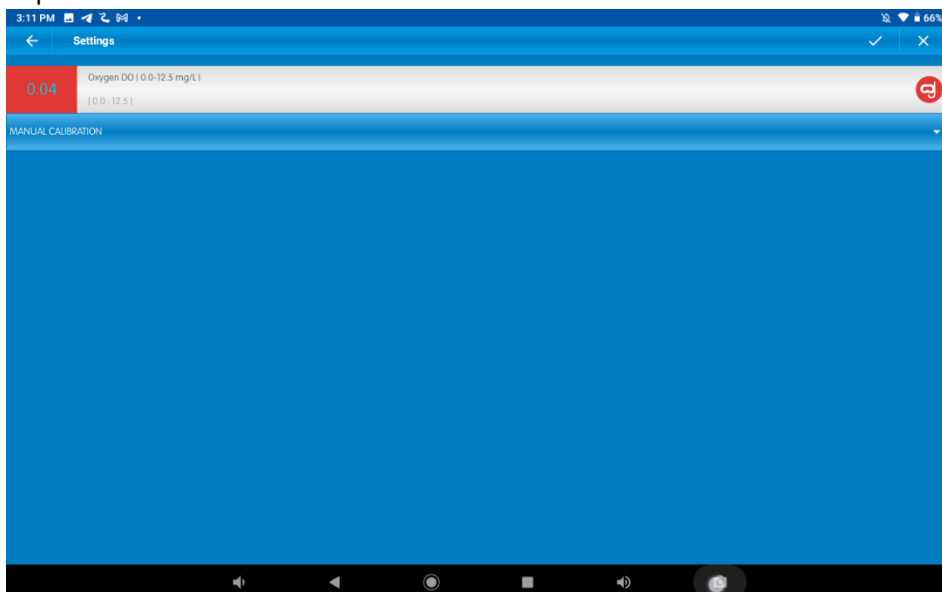 3:11 PM 66%
Settings
0.04
Oxygen DO ( 0.0-12.5 mg/L )
[ 0.0 : 12.5 ]
MANUAL CALIBRATION